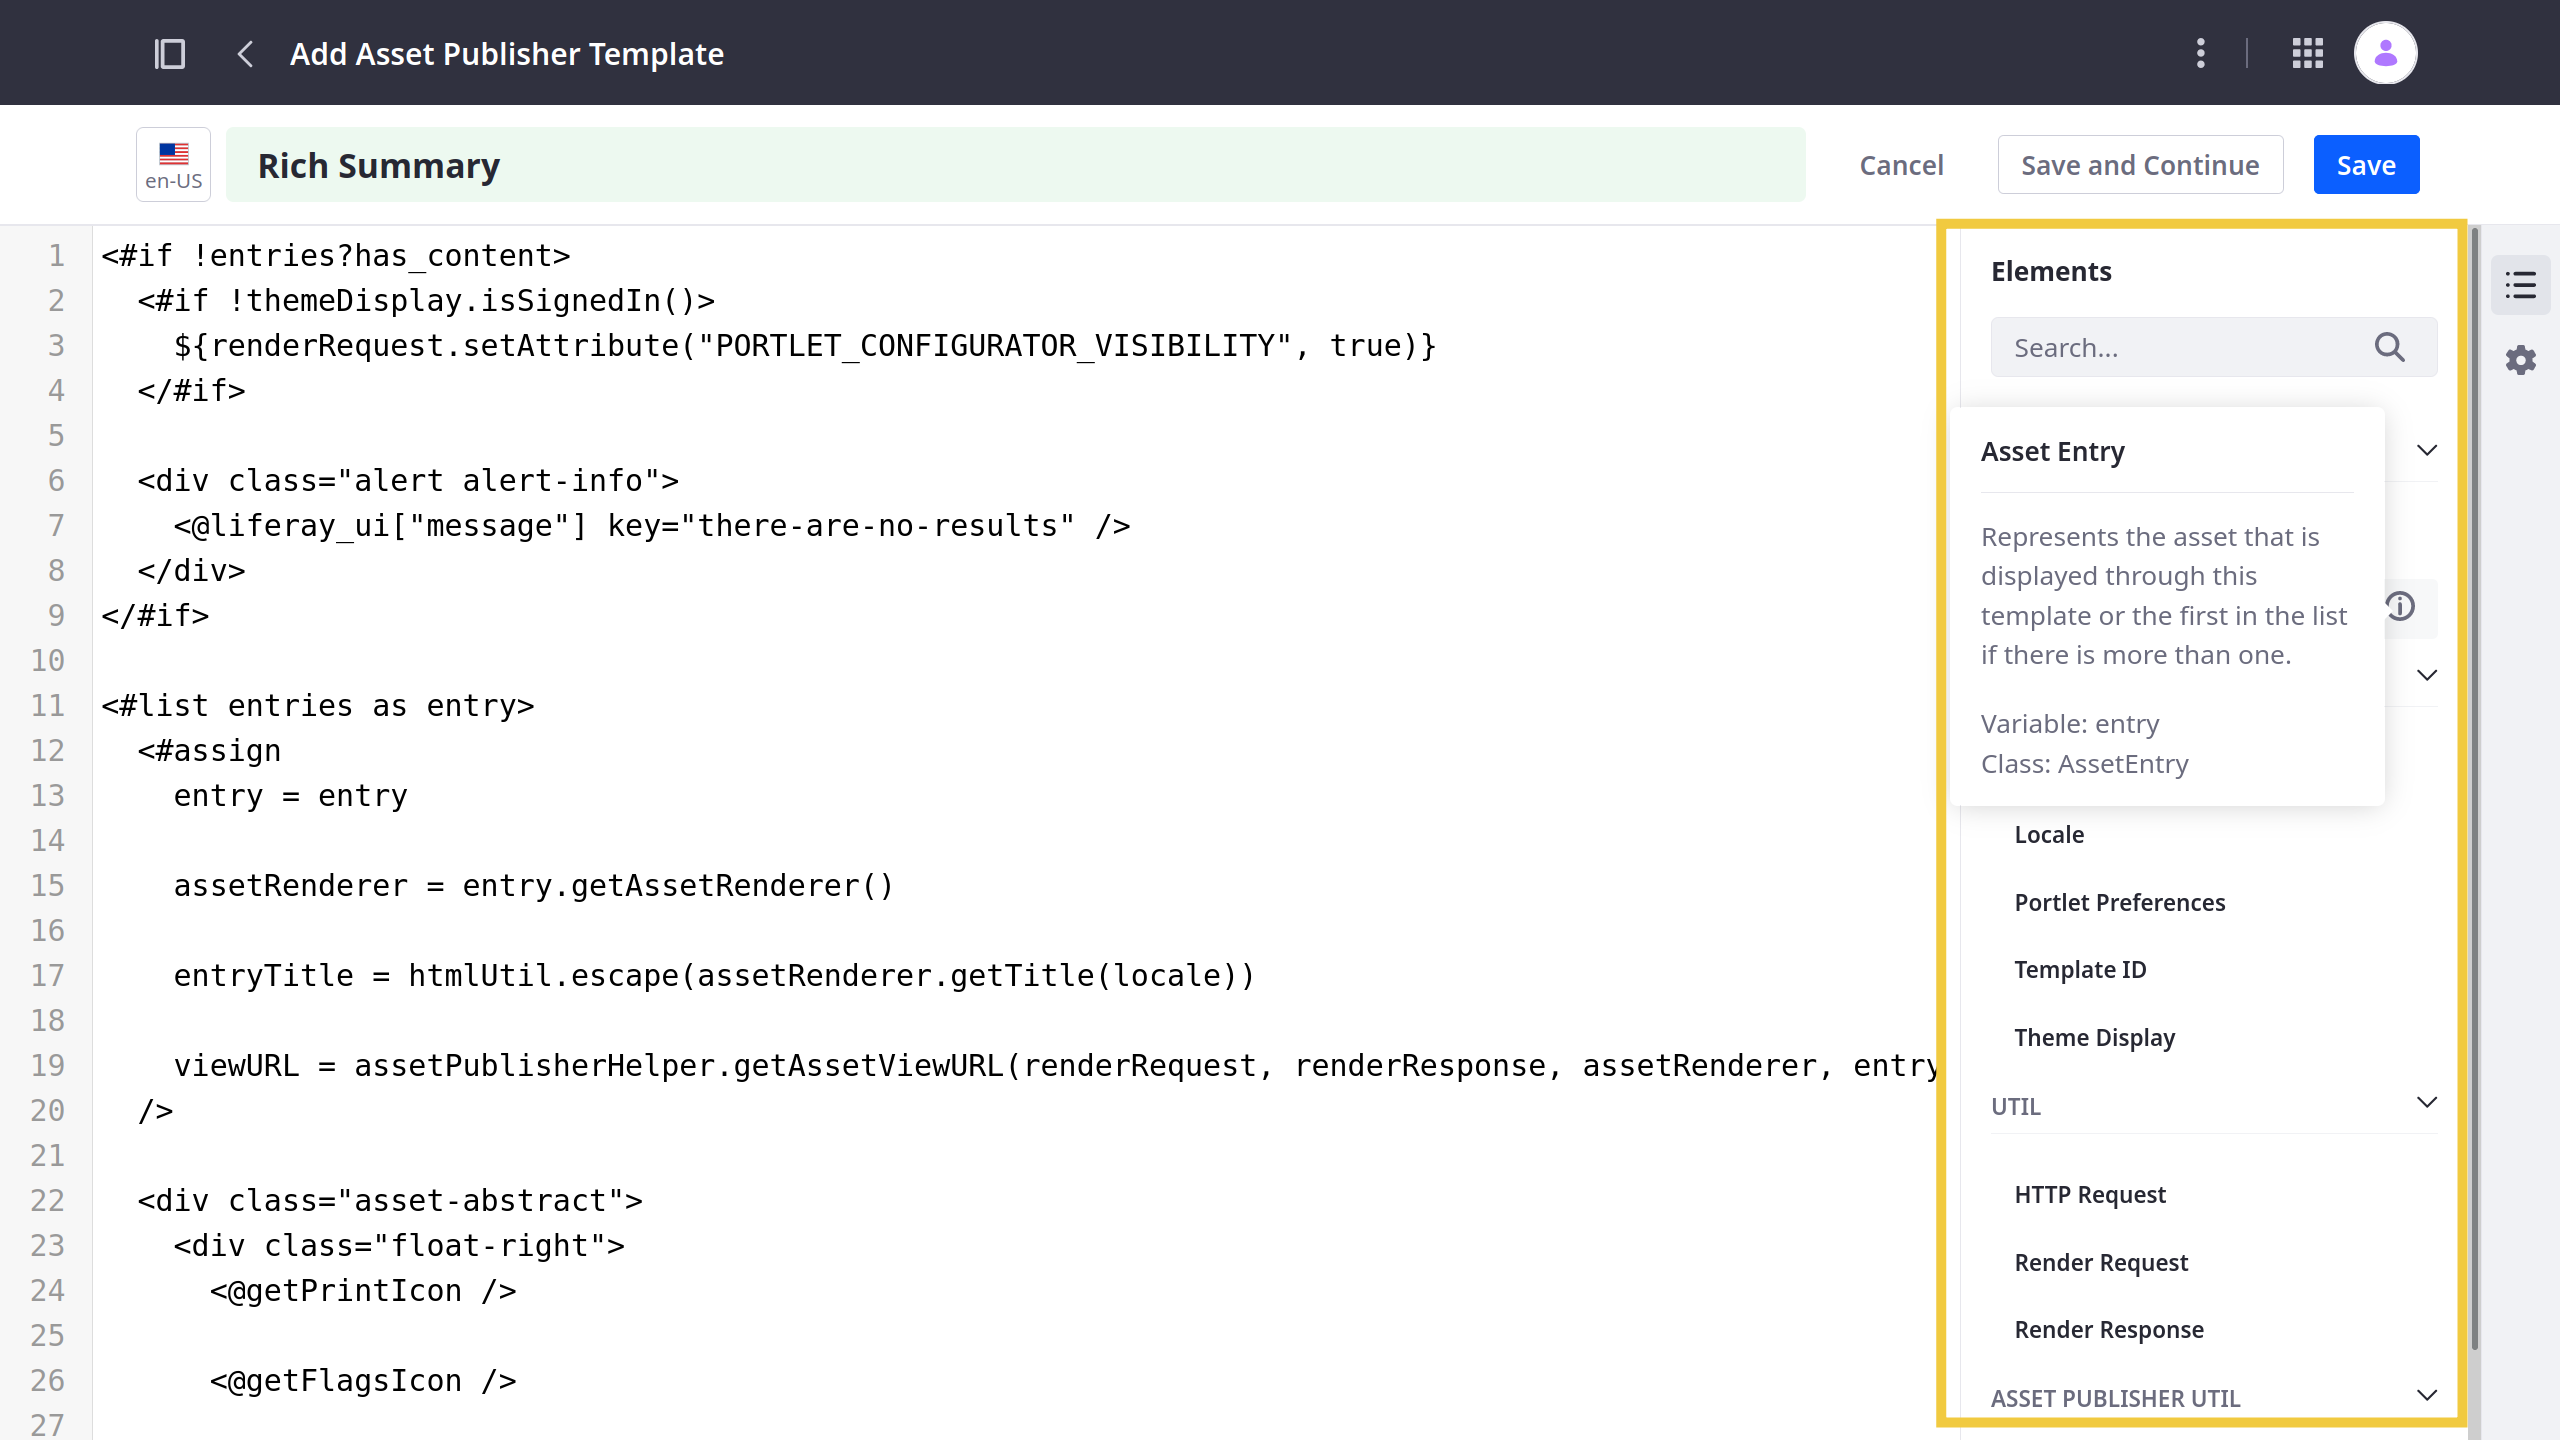 Add Asset Publisher Template
en-US
Rich Summary
Cancel
Save and Continue
Save
1 <#if !entries?has_content>
2 <#if !themeDisplay.isSignedIn()>
3 ${renderRequest.setAttribute("PORTLET_CONFIGURATOR_VISIBILITY", true)}
4 </#if>
5
6 <div class="alert alert-info">
7 <@liferay_ui["message"] key="there-are-no-results" />
8 </div>
9 </#if>
10
11 <#list entries as entry>
12 <#assign
13 entry = entry
14
15 assetRenderer = entry.getAssetRenderer()
16
17 entryTitle = htmlUtil.escape(assetRenderer.getTitle(locale))
18
19 viewURL = assetPublisherHelper.getAssetViewURL(renderRequest, renderResponse, assetRenderer, entry
20 />
21
22 <div class="asset-abstract">
23 <div class="float-right">
24 <@getPrintIcon />
25
26 <@getFlagsIcon />
27
Elements
Search...
Asset Entry
Represents the asset that is
displayed through this
template or the first in the list
if there is more than one.
Variable: entry
Class: AssetEntry
Locale
Portlet Preferences
Template ID
Theme Display
UTIL
HTTP Request
Render Request
Render Response
ASSET PUBLISHER UTIL